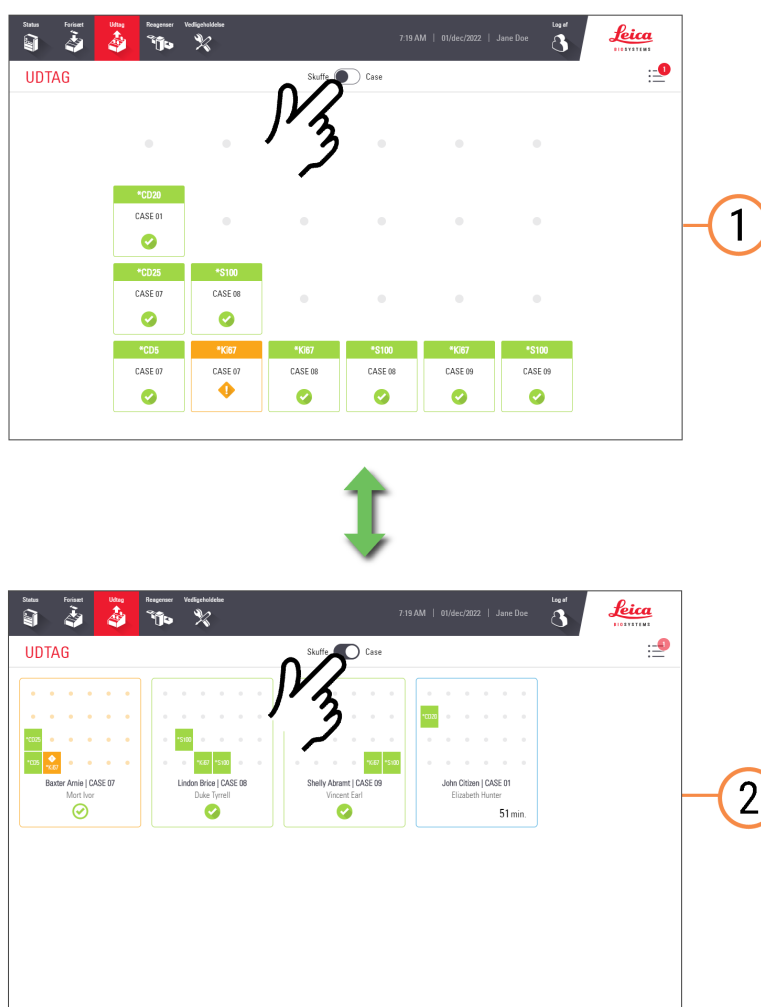 Status Forisæt Udtag Reagenser Vedligeholdelse
7:19 AM | 01/dec/2022 | Jane Doe
Log af
Leica
BIOSYSTEMS
UDTAG
Skuffe Case
1
*CD20
CASE 01
1
*CD25 *S100
CASE 07 CASE 08
*CD5 *Ki67 *Ki67 *S100 *Ki67 *S100
CASE 07 CASE 07 CASE 08 CASE 08 CASE 09 CASE 09
Status Forisæt Udtag Reagenser Vedligeholdelse
7:19 AM | 01/dec/2022 | Jane Doe
Log af
Leica
BIOSYSTEMS
UDTAG
Skuffe Case
1
*CD20
*CD25 *S100
*CD5 *Ki67 *Ki67 *S100 *Ki67 *S100
Baxter Arnie | CASE 07 Lindon Brice | CASE 08 Shelly Abramt | CASE 09 John Citizen | CASE 01
Mort Ivor Duke Tyrrell Vincent Earl Elizabeth Hunter
51 min.
2